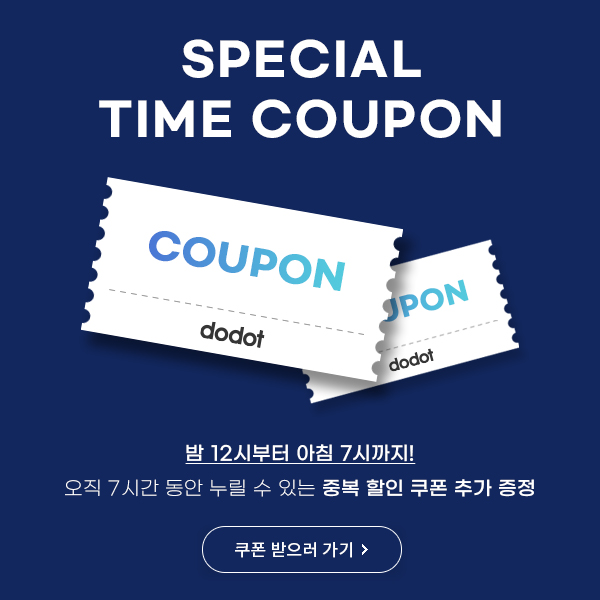 SPECIAL
TIME COUPON
COUPON
dodot
UPON
dodot
밤 12시부터 아침 7시까지!
오직 7시간 동안 누릴 수 있는 중복 할인 쿠폰 추가 증정
쿠폰 받으러 가기 >